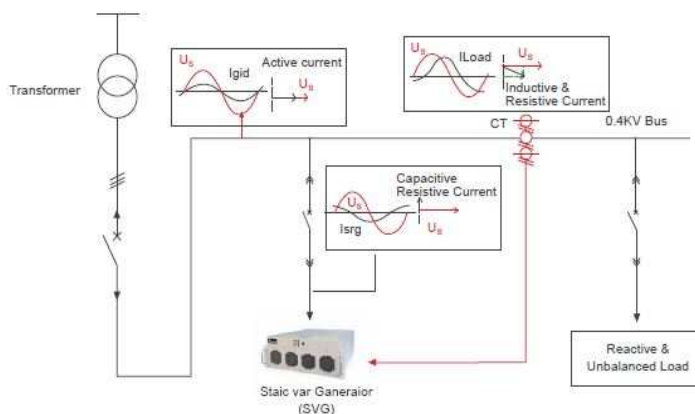 Transformer
Us
Igid
Active current
Us
Us
ILoad
Us
Inductive &
Resistive Current
CT
0.4KV Bus
Capacitive
Resistive Current
Us
Isrg
Us
Staic var Ganeraior
(SVG)
Reactive &
Unbalanced Load